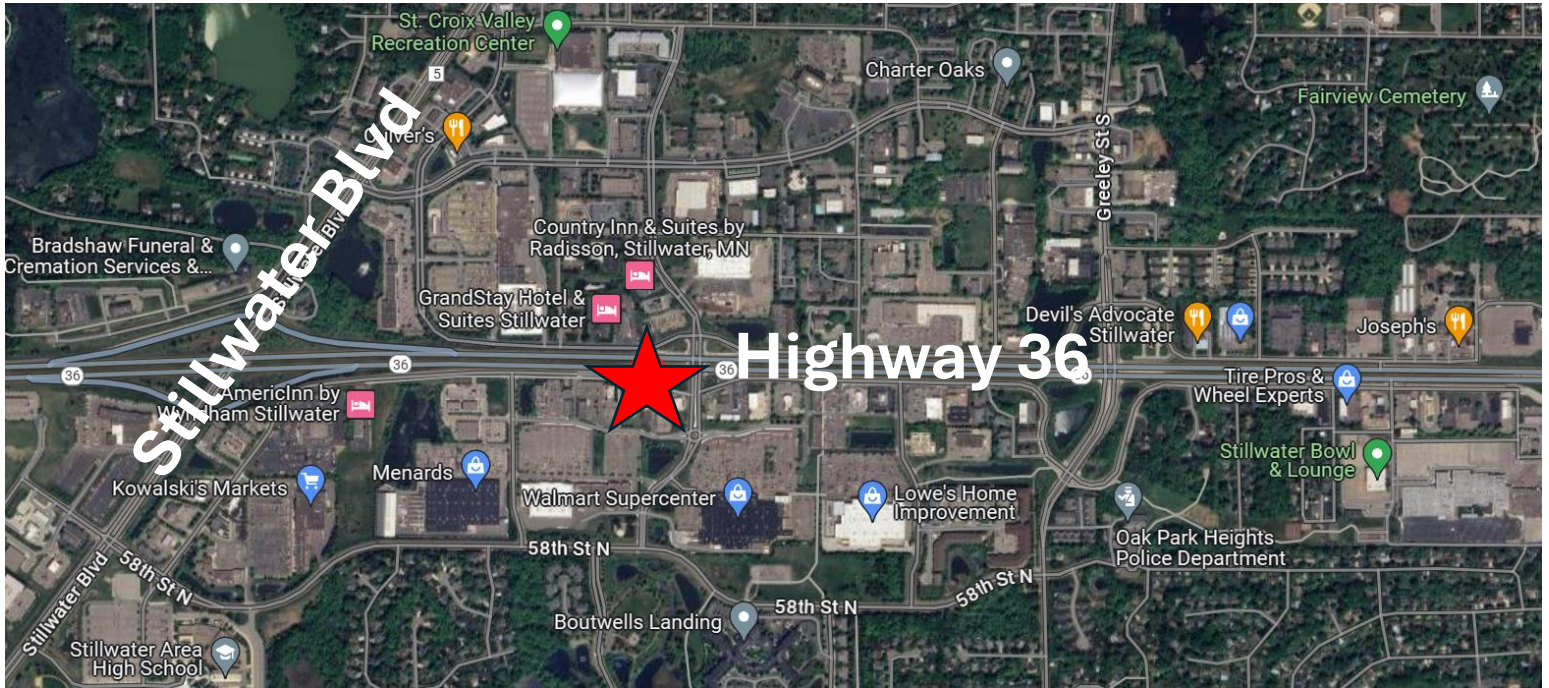 St. Croix Valley
Recreation Center
5
Charter Oaks
Fairview Cemetery
Culver's
Stillwater Blvd
Greeley St S
Country Inn & Suites by
Radisson, Stillwater, MN
Bradshaw Funeral &
Cremation Services &...
GrandStay Hotel &
Suites Stillwater
Devil's Advocate
Stillwater
Joseph's
Highway 36
36
36
36
36
AmericInn by
Wyndham Stillwater
Tire Pros &
Wheel Experts
Stillwater Bowl
& Lounge
Menards
Kowalski's Markets
Walmart Supercenter
Lowe's Home
Improvement
Oak Park Heights
Police Department
58th St N
58th St N
58th St N
58th St N
Stillwater Blvd
Boutwells Landing
Stillwater Area
High School